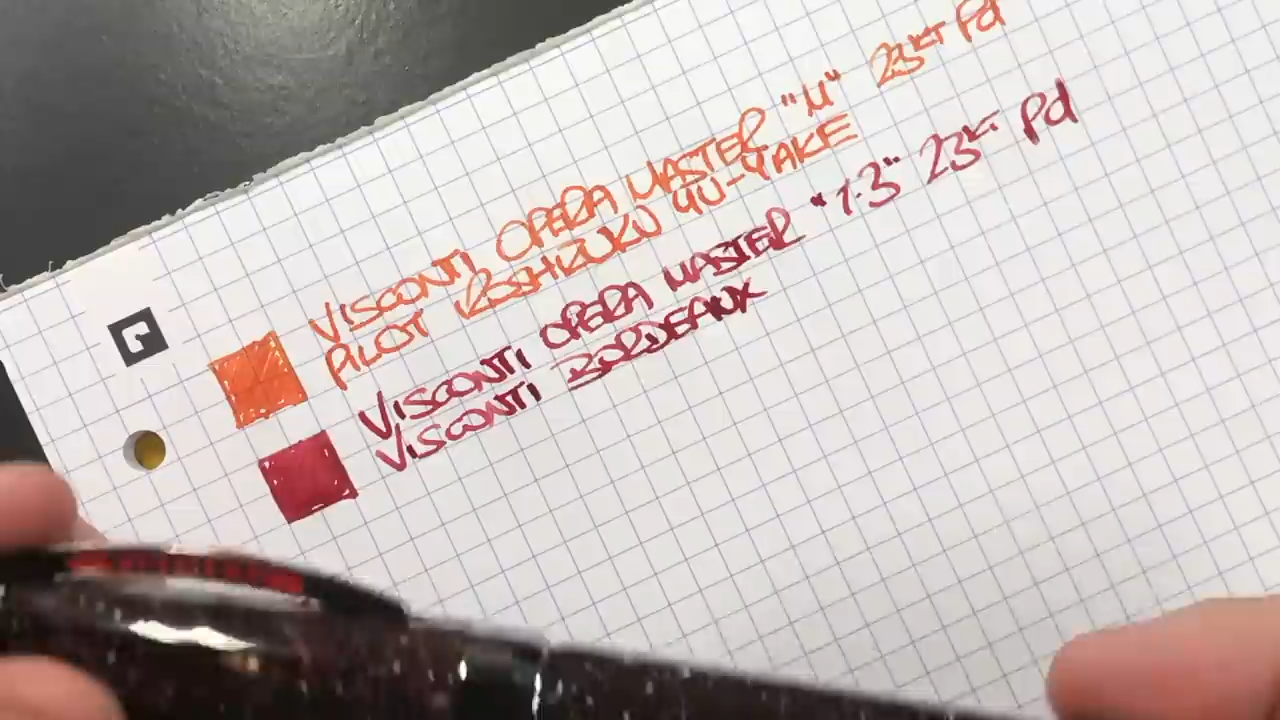 VISCONTI OPERA MASTER "M" 23KT Pd
PILOT IROSHIZUKU YU-YAKE
VISCONTI OPERA MASTER "1.3" 23KT Pd
VISCONTI BORDEAUX